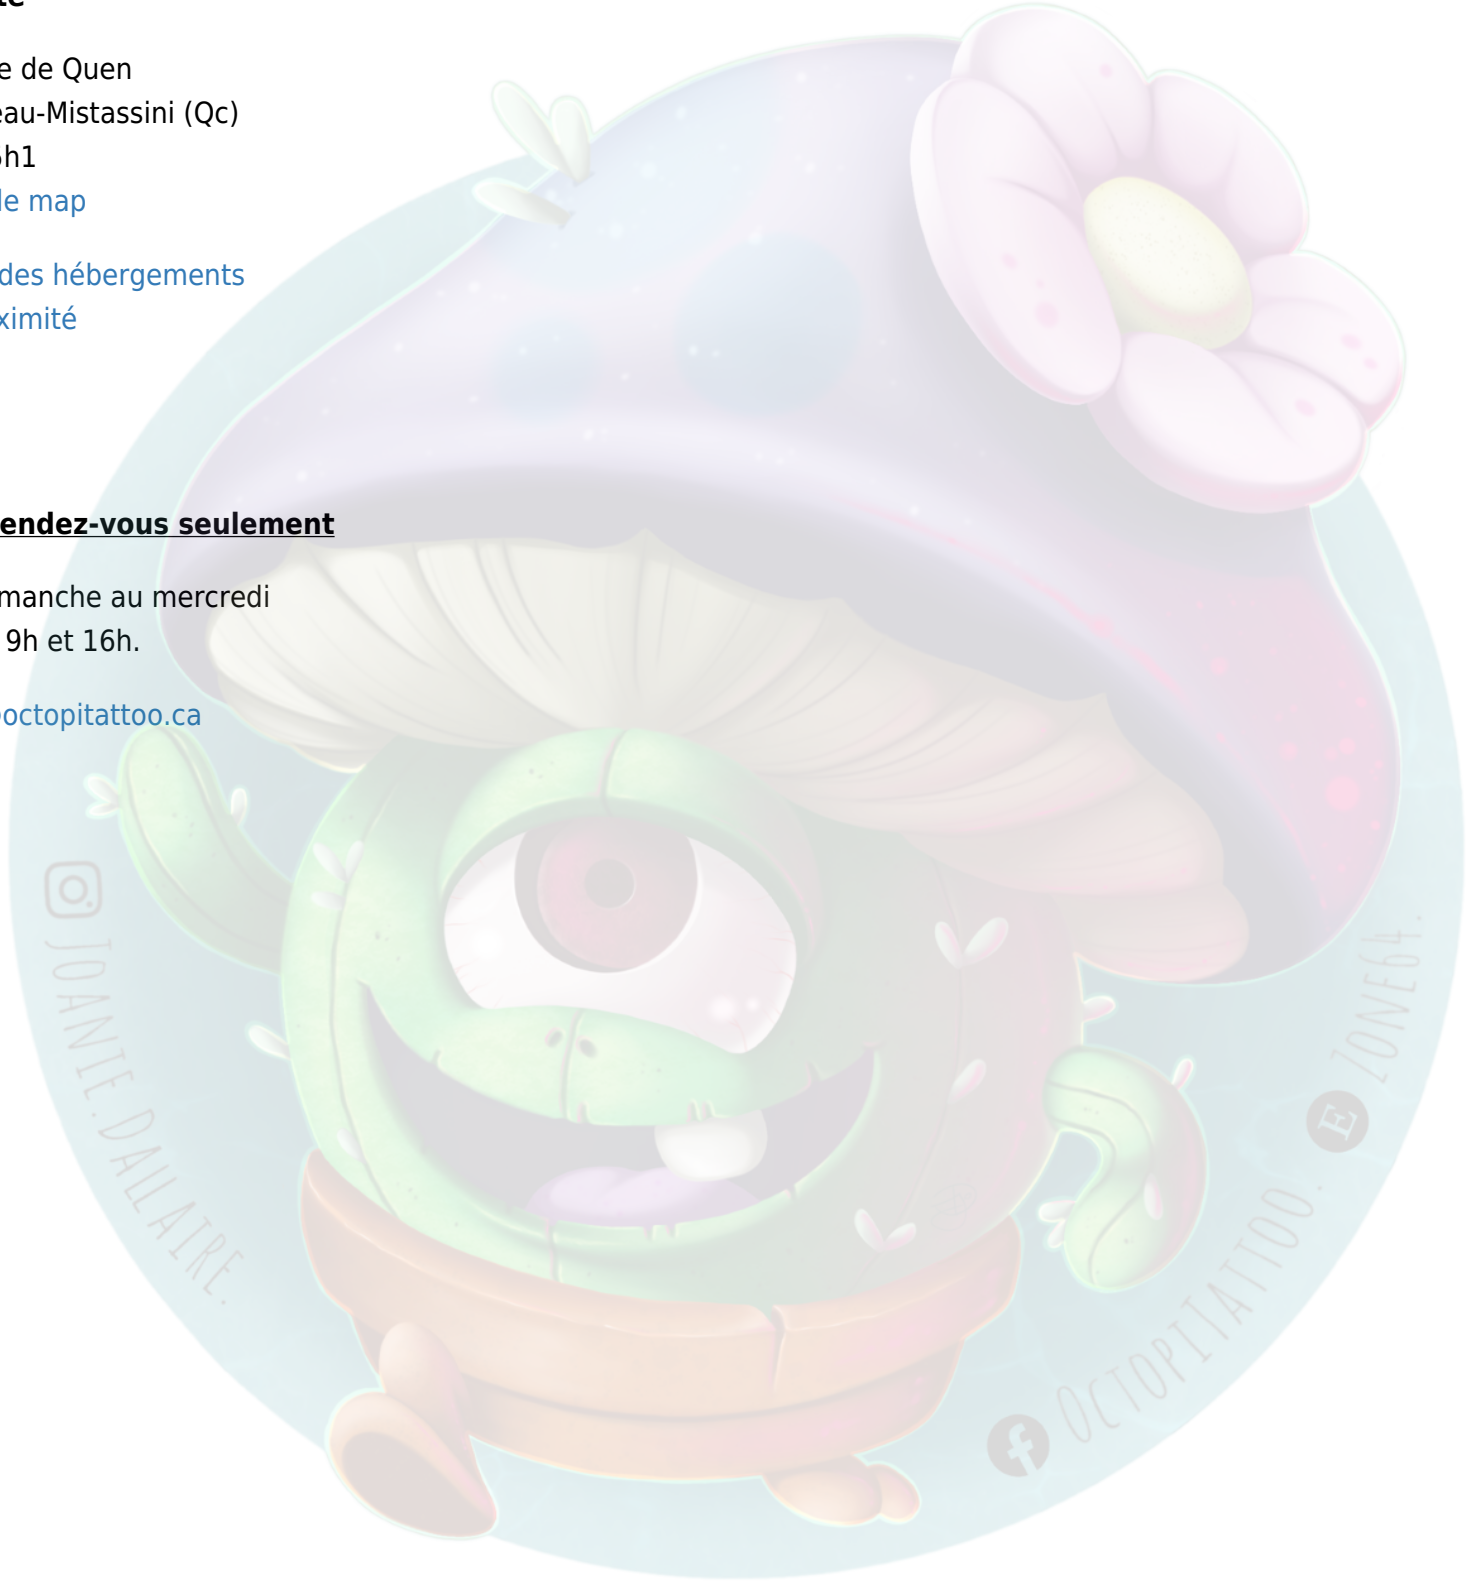 e de Quen
eau-Mistassini (Qc)
h1
le map
des hébergements
ximité
endez-vous seulement
manche au mercredi
9h et 16h.
octopitattoo.ca
JOANIE.DALLAIRE.
OCTOPITATTOO.
ZONE64.